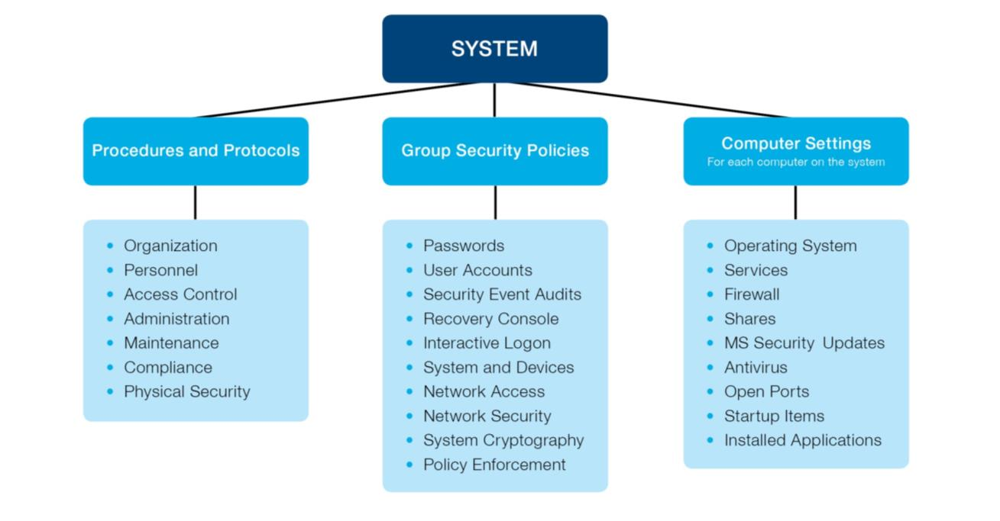 SYSTEM
Procedures and Protocols
Organization
Personnel
Access Control
Administration
Maintenance
Compliance
Physical Security
Group Security Policies
Passwords
User Accounts
Security Event Audits
Recovery Console
Interactive Logon
System and Devices
Network Access
Network Security
System Cryptography
Policy Enforcement
Computer Settings
For each computer on the system
Operating System
Services
Firewall
Shares
MS Security Updates
Antivirus
Open Ports
Startup Items
Installed Applications